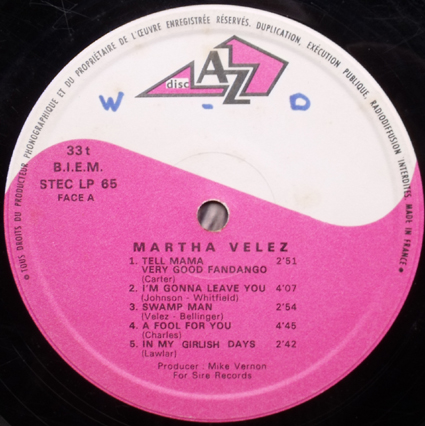 © TOUS DROITS DU PRODUCTEUR PHONOGRAPHIQUE ET DU PROPRIÉTAIRE DE L'ŒUVRE ENREGISTRÉE RÉSERVÉS. DUPLICATION, EXÉCUTION PUBLIQUE, RADIODIFFUSION INTERDITES. MADE IN FRANCE
disc AZ
W - D
33 t
B.I.E.M.
STEC LP 65
FACE A
MARTHA VELEZ
1. TELL MAMA 2'51
VERY GOOD FANDANGO
(Carter)
2. I'M GONNA LEAVE YOU 4'07
(Johnson - Whitfield)
3. SWAMP MAN 2'54
(Velez - Bellinger)
4. A FOOL FOR YOU 4'45
(Charles)
5. IN MY GIRLISH DAYS 2'42
(Lawlar)
Producer : Mike Vernon
For Sire Records